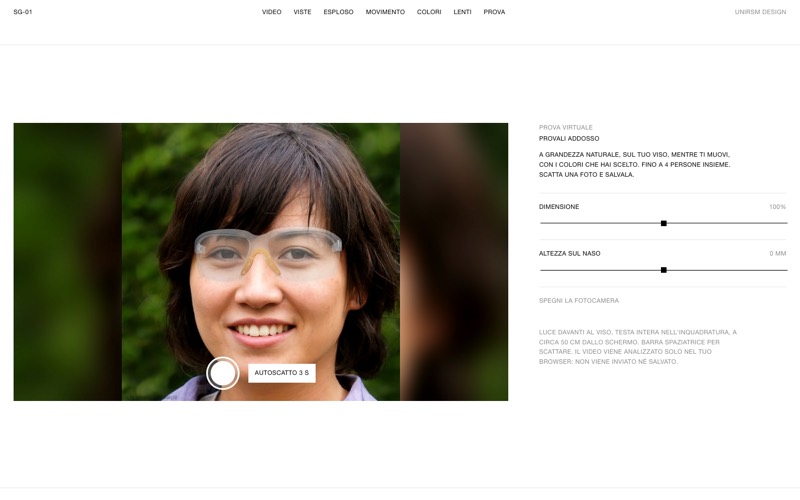 SG-01
VIDEO VISTE ESPLOSO MOVIMENTO COLORI LENTI PROVA
UNIRSM DESIGN
PROVA VIRTUALE
PROVALI ADDOSSO
A GRANDEZZA NATURALE, SUL TUO VISO, MENTRE TI MUOVI,
CON I COLORI CHE HAI SCELTO. FINO A 4 PERSONE INSIEME.
SCATTA UNA FOTO E SALVALA.
DIMENSIONE 100%
ALTEZZA SUL NASO 0 MM
SPEGNI LA FOTOCAMERA
LUCE DAVANTI AL VISO, TESTA INTERA NELL'INQUADRATURA, A
CIRCA 50 CM DALLO SCHERMO. BARRA SPAZIATRICE PER
SCATTARE. IL VIDEO VIENE ANALIZZATO SOLO NEL TUO
BROWSER: NON VIENE INVIATO NÉ SALVATO.
AUTOSCATTO 3 S